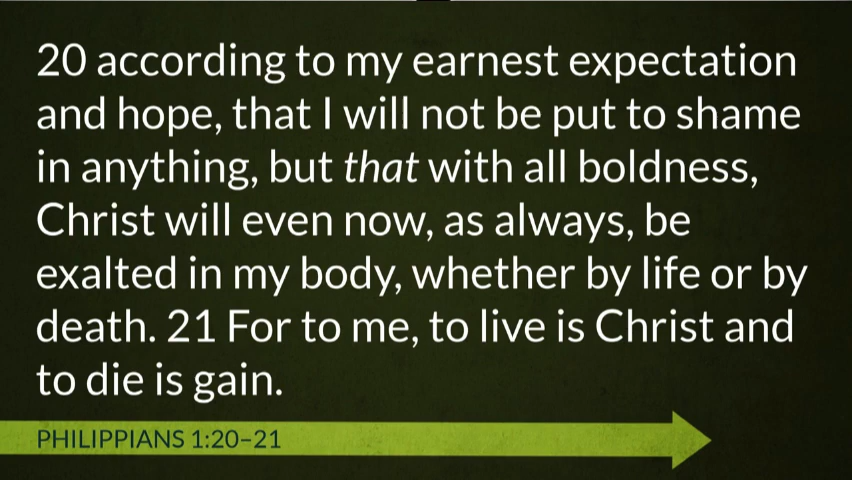 20 according to my earnest expectation
and hope, that I will not be put to shame
in anything, but that with all boldness,
Christ will even now, as always, be
exalted in my body, whether by life or by
death. 21 For to me, to live is Christ and
to die is gain.
PHILIPPIANS 1:20–21